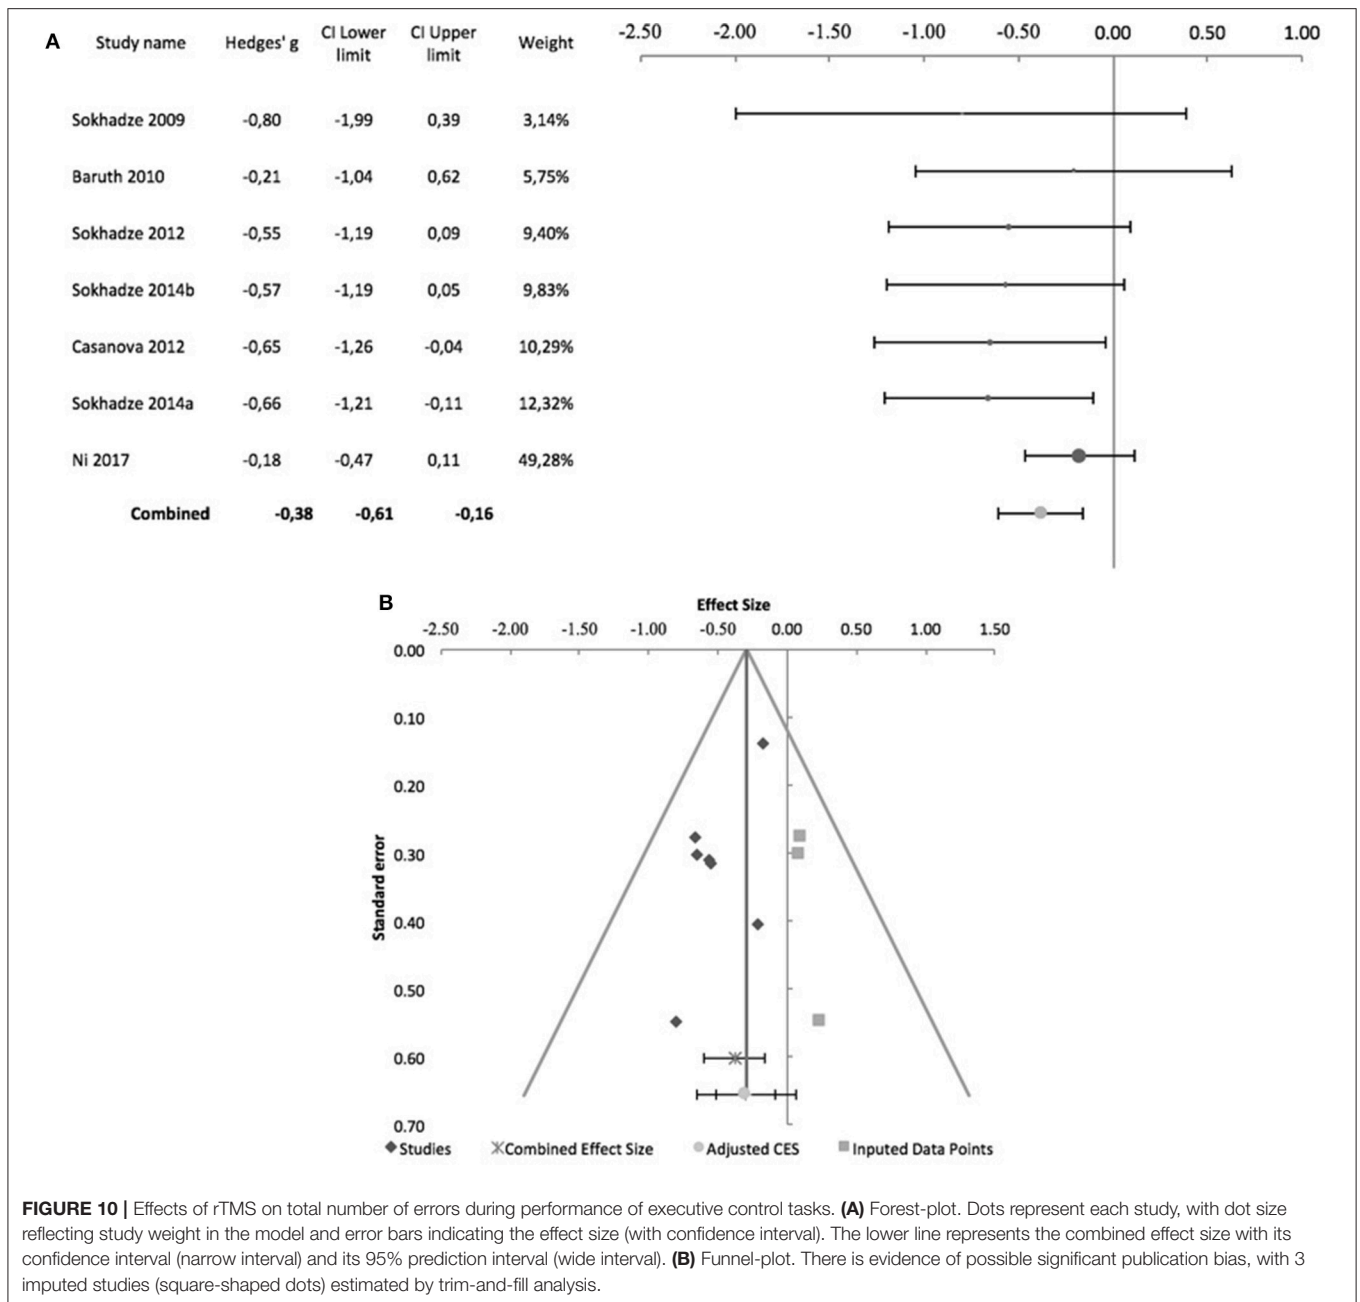 A
Study name Hedges' g CI Lower limit CI Upper limit Weight
-2.50 -2.00 -1.50 -1.00 -0.50 0.00 0.50 1.00
Sokhadze 2009 -0,80 -1,99 0,39 3,14%
Baruth 2010 -0,21 -1,04 0,62 5,75%
Sokhadze 2012 -0,55 -1,19 0,09 9,40%
Sokhadze 2014b -0,57 -1,19 0,05 9,83%
Casanova 2012 -0,65 -1,26 -0,04 10,29%
Sokhadze 2014a -0,66 -1,21 -0,11 12,32%
Ni 2017 -0,18 -0,47 0,11 49,28%
Combined -0,38 -0,61 -0,16
B
Effect Size
-2.50 -2.00 -1.50 -1.00 -0.50 0.00 0.50 1.00 1.50
Standard error
0.00
0.10
0.20
0.30
0.40
0.50
0.60
0.70
Studies Combined Effect Size Adjusted CES Inputed Data Points
FIGURE 10 | Effects of rTMS on total number of errors during performance of executive control tasks. (A) Forest-plot. Dots represent each study, with dot size
reflecting study weight in the model and error bars indicating the effect size (with confidence interval). The lower line represents the combined effect size with its
confidence interval (narrow interval) and its 95% prediction interval (wide interval). (B) Funnel-plot. There is evidence of possible significant publication bias, with 3
imputed studies (square-shaped dots) estimated by trim-and-fill analysis.